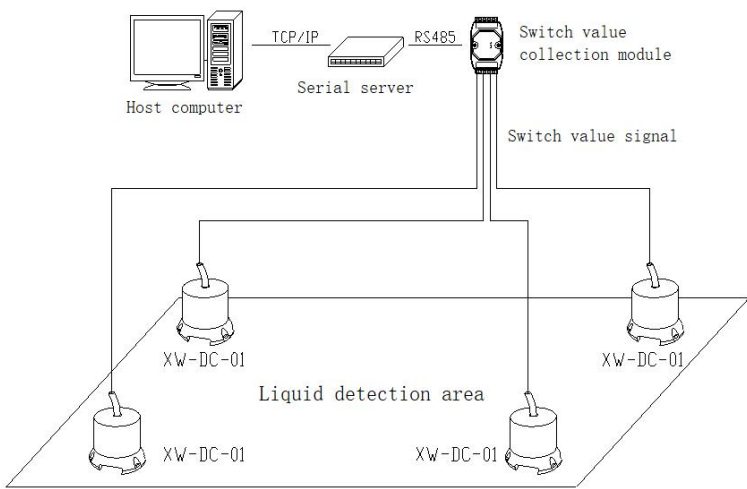 TCP/IP
RS485
Switch value
collection module
Serial server
Host computer
Switch value signal
XW-DC-01
XW-DC-01
Liquid detection area
XW-DC-01
XW-DC-01